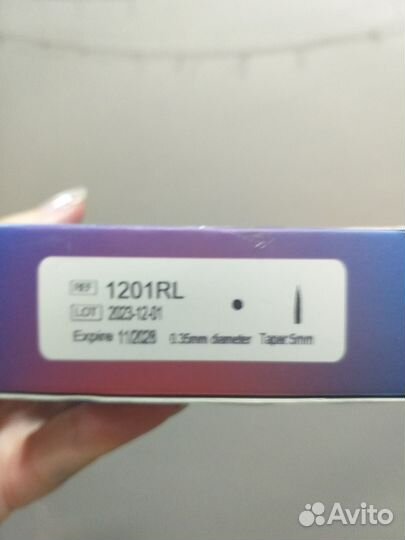 REF 1201RL
LOT 2023-12-01
Expire 11/2028 0.35mm diameter Taper:5mm
Avito